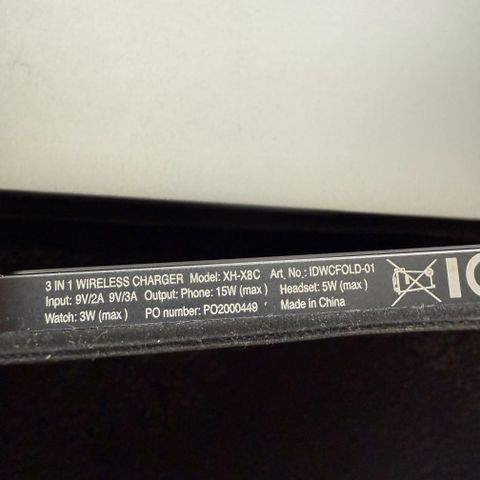 3 IN 1 WIRELESS CHARGER Model: XH-X8C Art, No,: IDWCFOLD-01
Input: 9V/2A 9V/3A Output: Phone: 15W (max) Headset: 5W (max)
Watch: 3W (max) PO number: PO2000449 Made in China